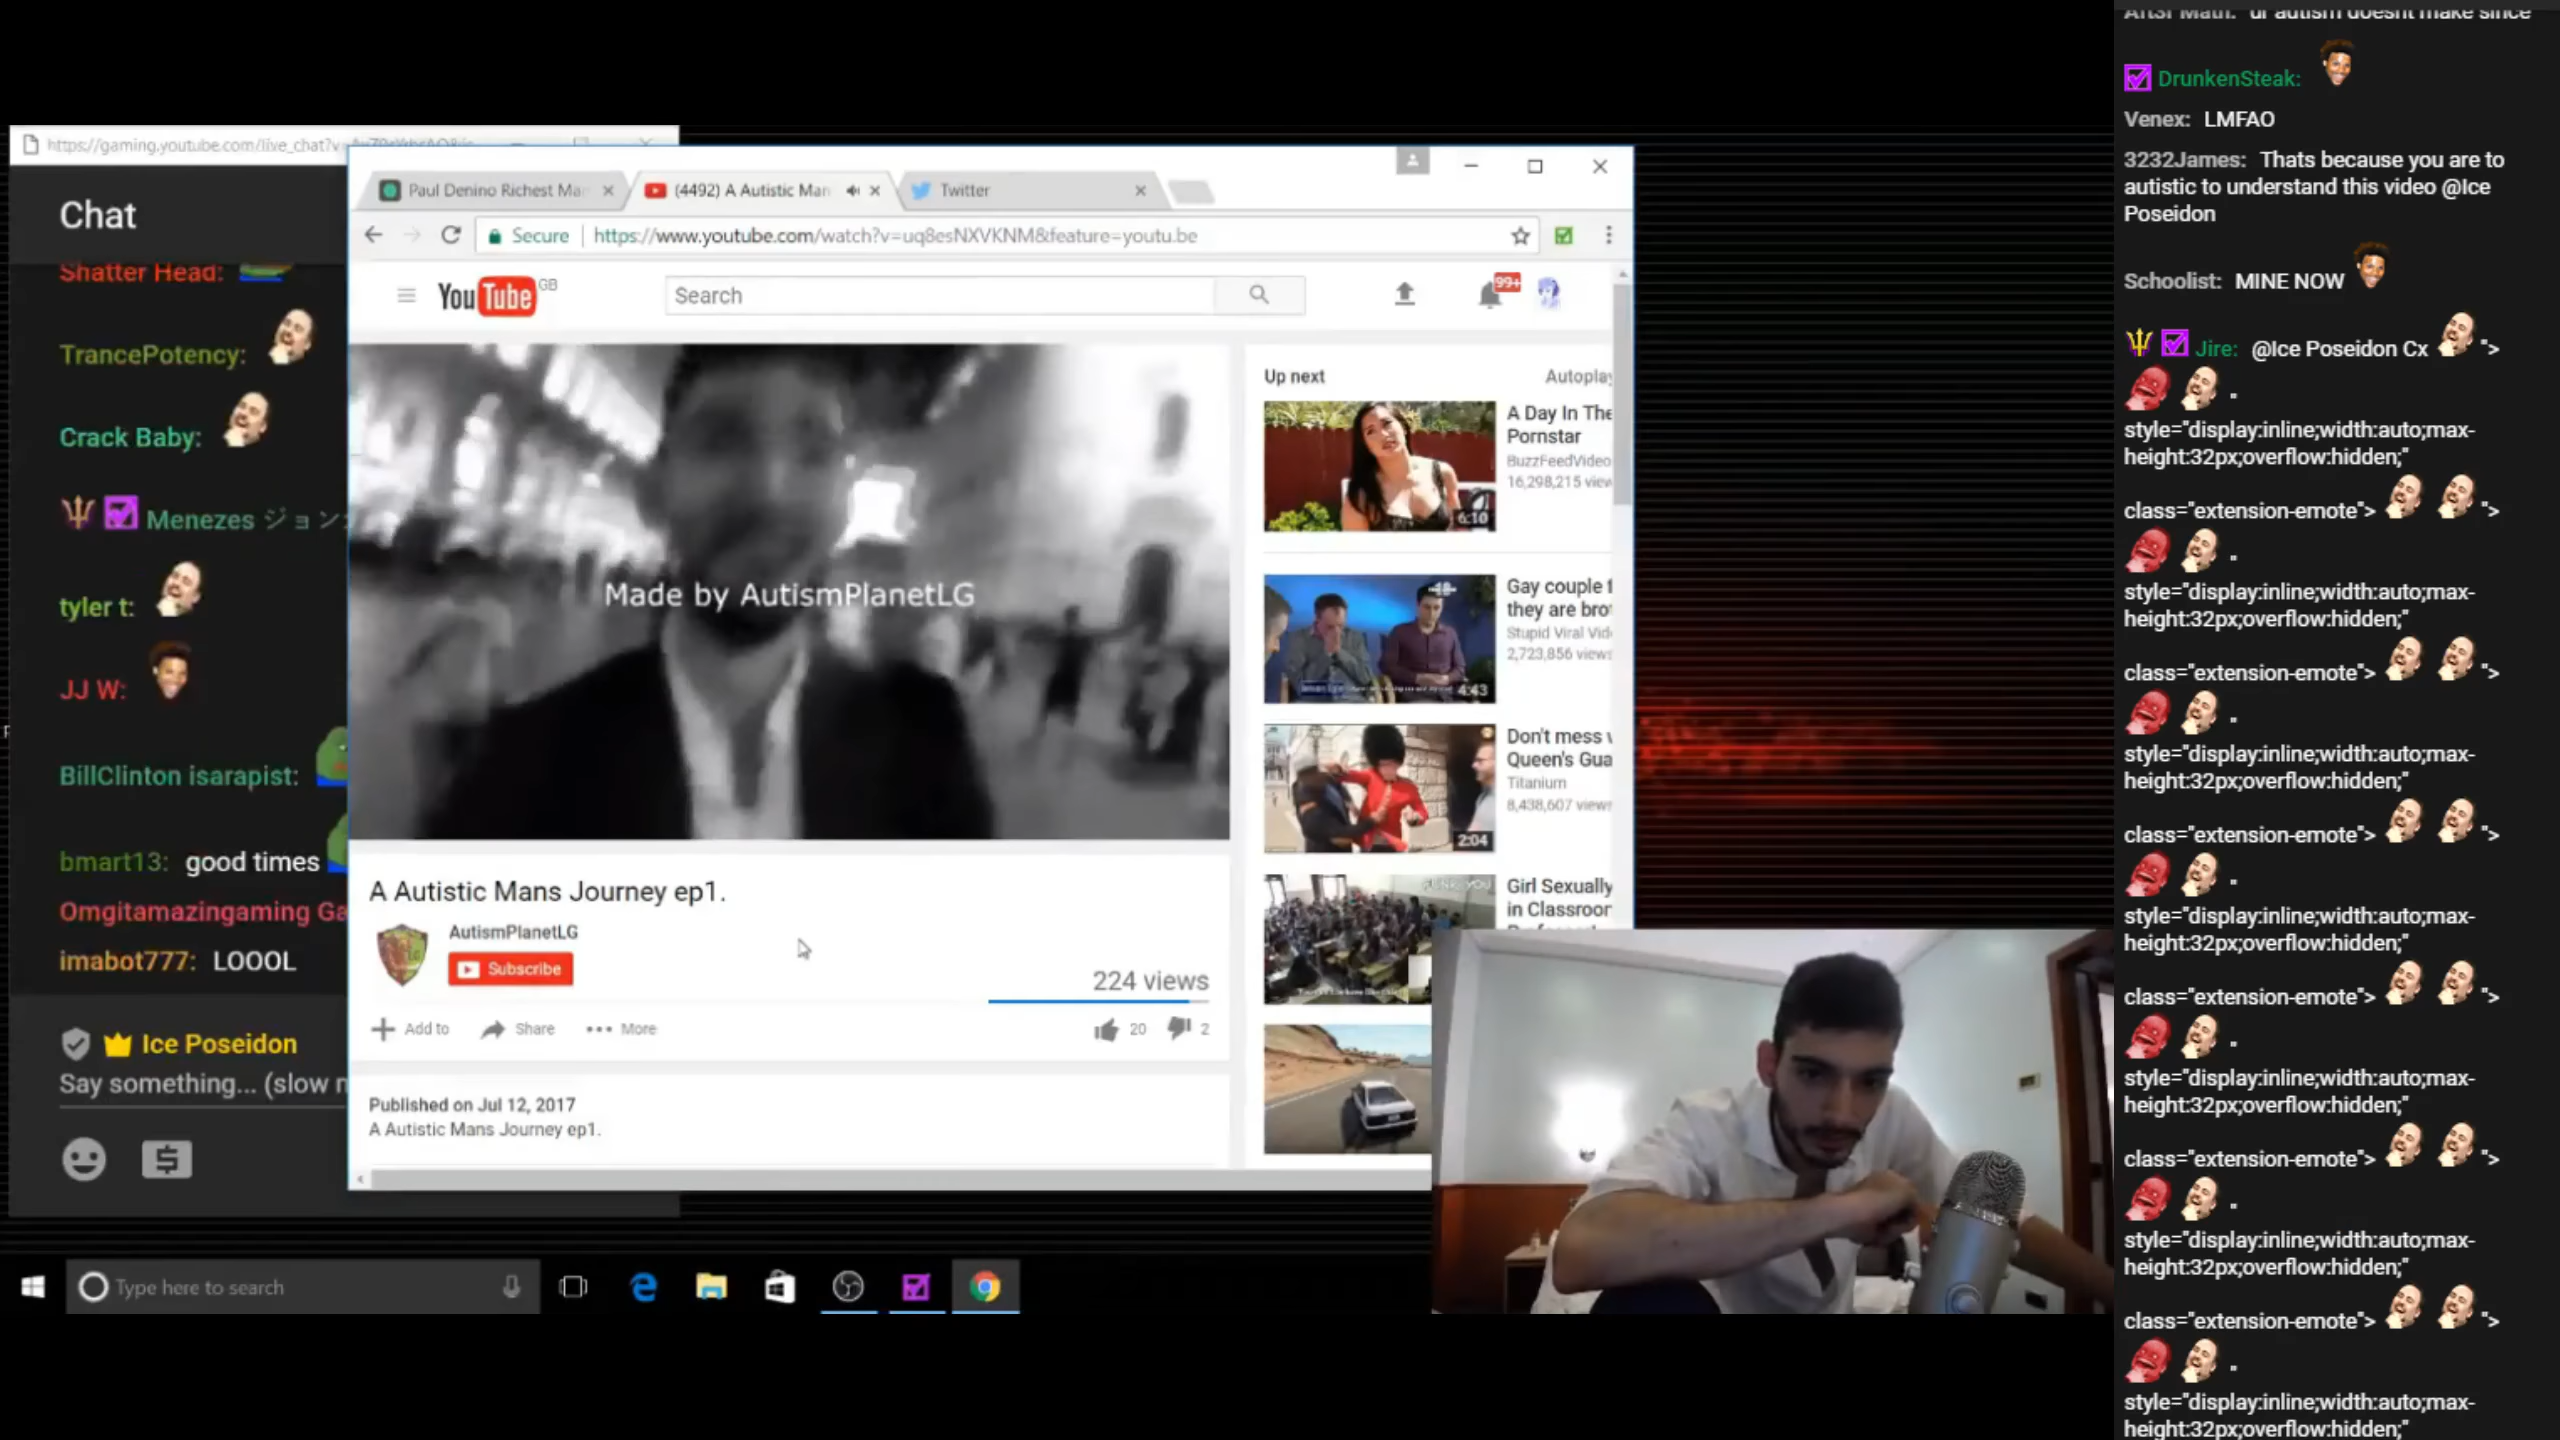 https://gaming.youtube.com/live_chat?v
Chat
Shatter Head:
TrancePotency:
Crack Baby:
Menezes ジョン
tyler t:
JJ W:
BillClinton isarapist:
bmart13: good times
Omgitamazingaming Ga
imabot777: LOOOL
Ice Poseidon
Say something... (slow
Paul Denino Richest Ma
(4492) A Autistic Man
Twitter
Secure
https://www.youtube.com/watch?v=uq8esNXVKNM&feature=youtu.be
YouTube GB
Search
99+
Made by AutismPlanetLG
A Autistic Mans Journey ep1.
AutismPlanetLG
Subscribe
224 views
Add to
Share
More
20
2
Published on Jul 12, 2017
A Autistic Mans Journey ep1.
Up next
Autoplay
A Day In The
Pornstar
BuzzFeedVideo
16,298,215 view
6:10
Gay couple f
they are bro
Stupid Viral Vid
2,723,856 views
4:43
Don't mess
Queen's Gua
Titanium
8,438,607 views
2:04
Girl Sexually
in Classroor
Type here to search
DrunkenSteak:
Venex: LMFAO
3232James: Thats because you are to
autistic to understand this video @Ice
Poseidon
Schoolist: MINE NOW
Jire: @Ice Poseidon Cx ">
"
style="display:inline;width:auto;max-
height:32px;overflow:hidden;"
class="extension-emote"> ">
"
style="display:inline;width:auto;max-
height:32px;overflow:hidden;"
class="extension-emote"> ">
"
style="display:inline;width:auto;max-
height:32px;overflow:hidden;"
class="extension-emote"> ">
"
style="display:inline;width:auto;max-
height:32px;overflow:hidden;"
class="extension-emote"> ">
"
style="display:inline;width:auto;max-
height:32px;overflow:hidden;"
class="extension-emote"> ">
"
style="display:inline;width:auto;max-
height:32px;overflow:hidden;"
class="extension-emote"> ">
"
style="display:inline;width:auto;max-
height:32px;overflow:hidden;"